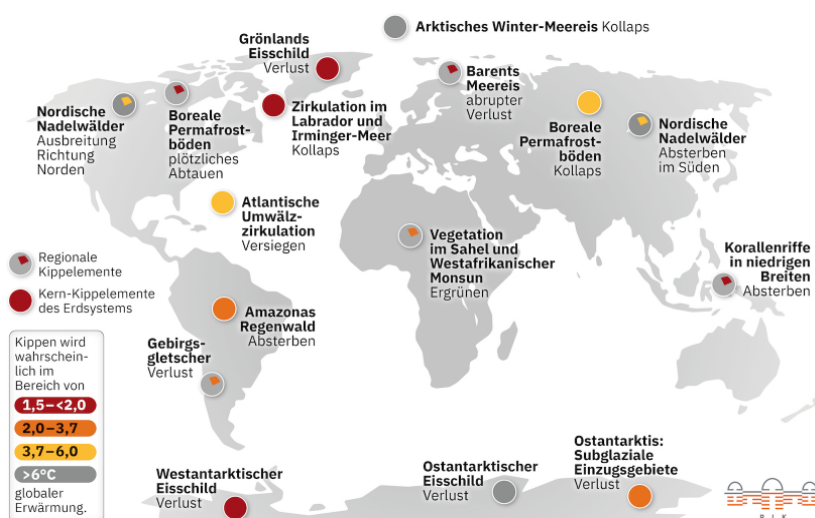 Arktisches Winter-Meereis Kollaps
Grönlands
Eisschild
Verlust
Barents
Meereis
abrupter
Verlust
Nordische
Nadelwälder
Ausbreitung
Richtung
Norden
Boreale
Permafrost-
böden
plötzliches
Abtauen
Zirkulation im
Labrador und
Irminger-Meer
Kollaps
Boreale
Permafrost-
böden
Kollaps
Nordische
Nadelwälder
Absterben
im Süden
Atlantische
Umwälz-
zirkulation
Versiegen
Vegetation
im Sahel und
Westafrikanischer
Monsun
Ergrünen
Korallenriffe
in niedrigen
Breiten
Absterben
Regionale
Kippelemente
Kern-Kippelemente
des Erdsystems
Amazonas
Regenwald
Absterben
Gebirgs-
gletscher
Verlust
Kippen wird
wahrschein-
lich im
Bereich von
1,5–<2,0
2,0–3,7
3,7–6,0
>6°C
globaler
Erwärmung.
Westantarktischer
Eisschild
Verlust
Ostantarktischer
Eisschild
Verlust
Ostantarktis:
Subglaziale
Einzugsgebiete
Verlust
P I K